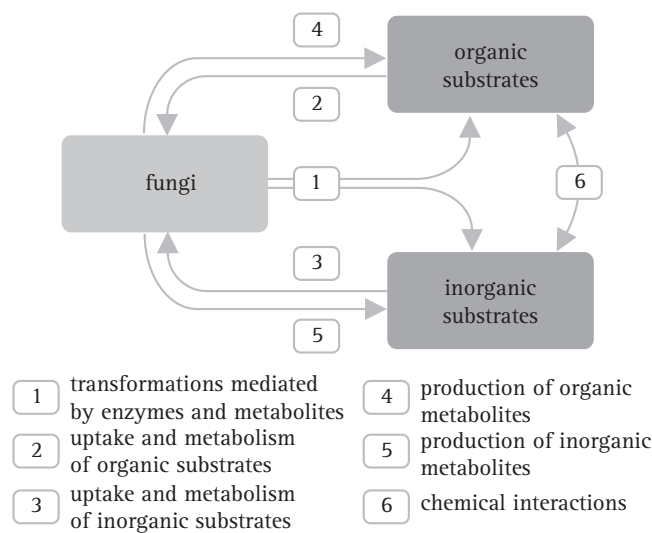 4
organic
substrates
2
fungi
1
6
3
inorganic
substrates
5
1 transformations mediated
by enzymes and metabolites
2 uptake and metabolism
of organic substrates
3 uptake and metabolism
of inorganic substrates
4 production of organic
metabolites
5 production of inorganic
metabolites
6 chemical interactions